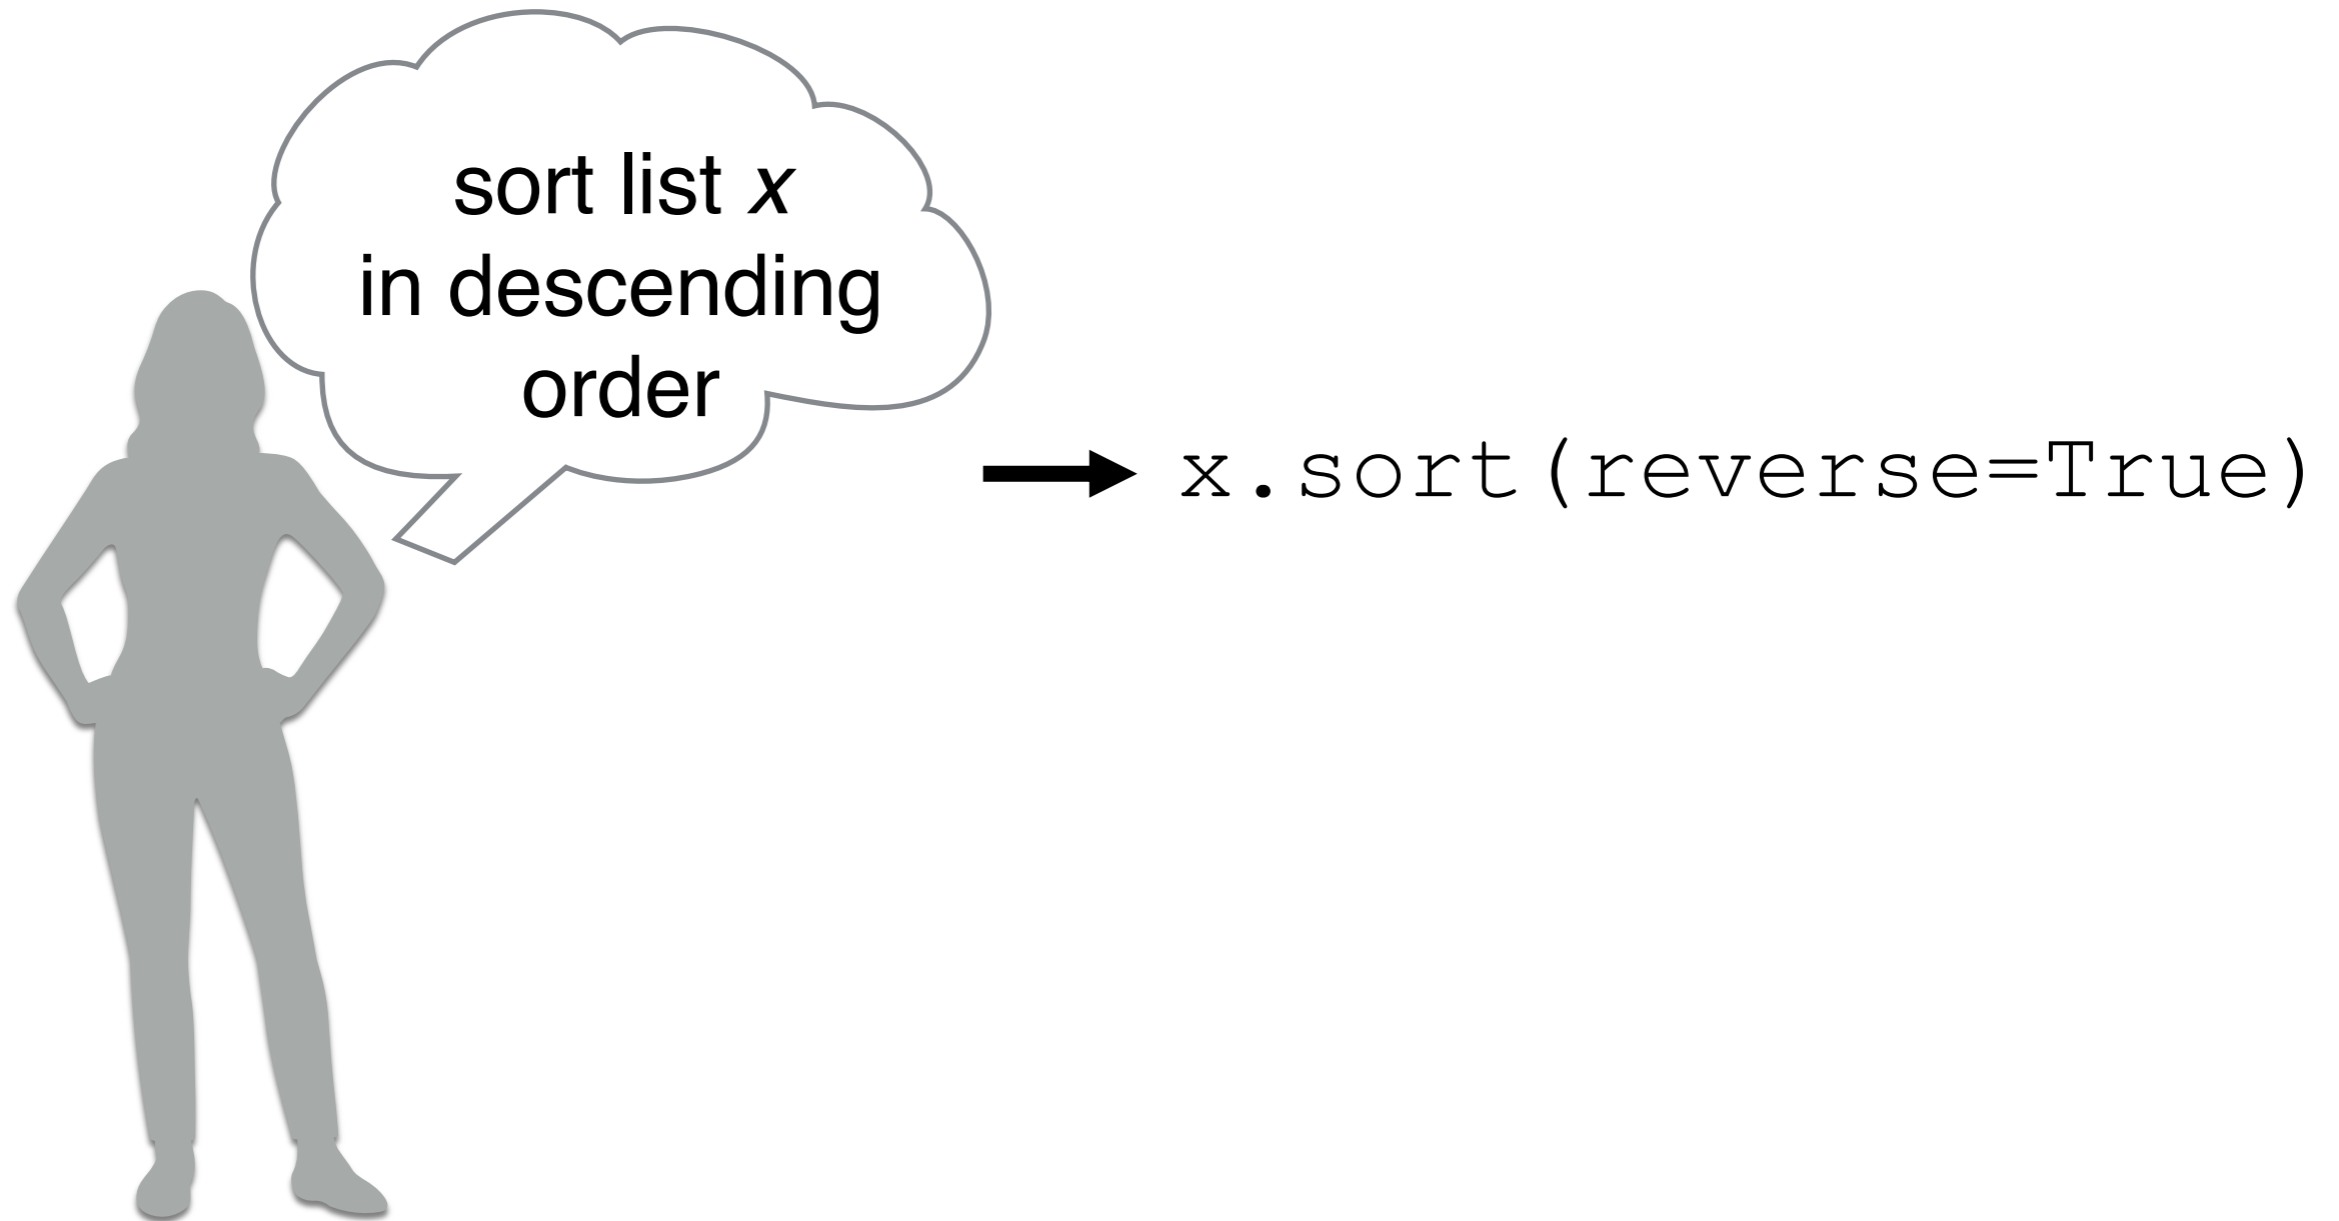 sort list x
in descending
order
x.sort(reverse=True)